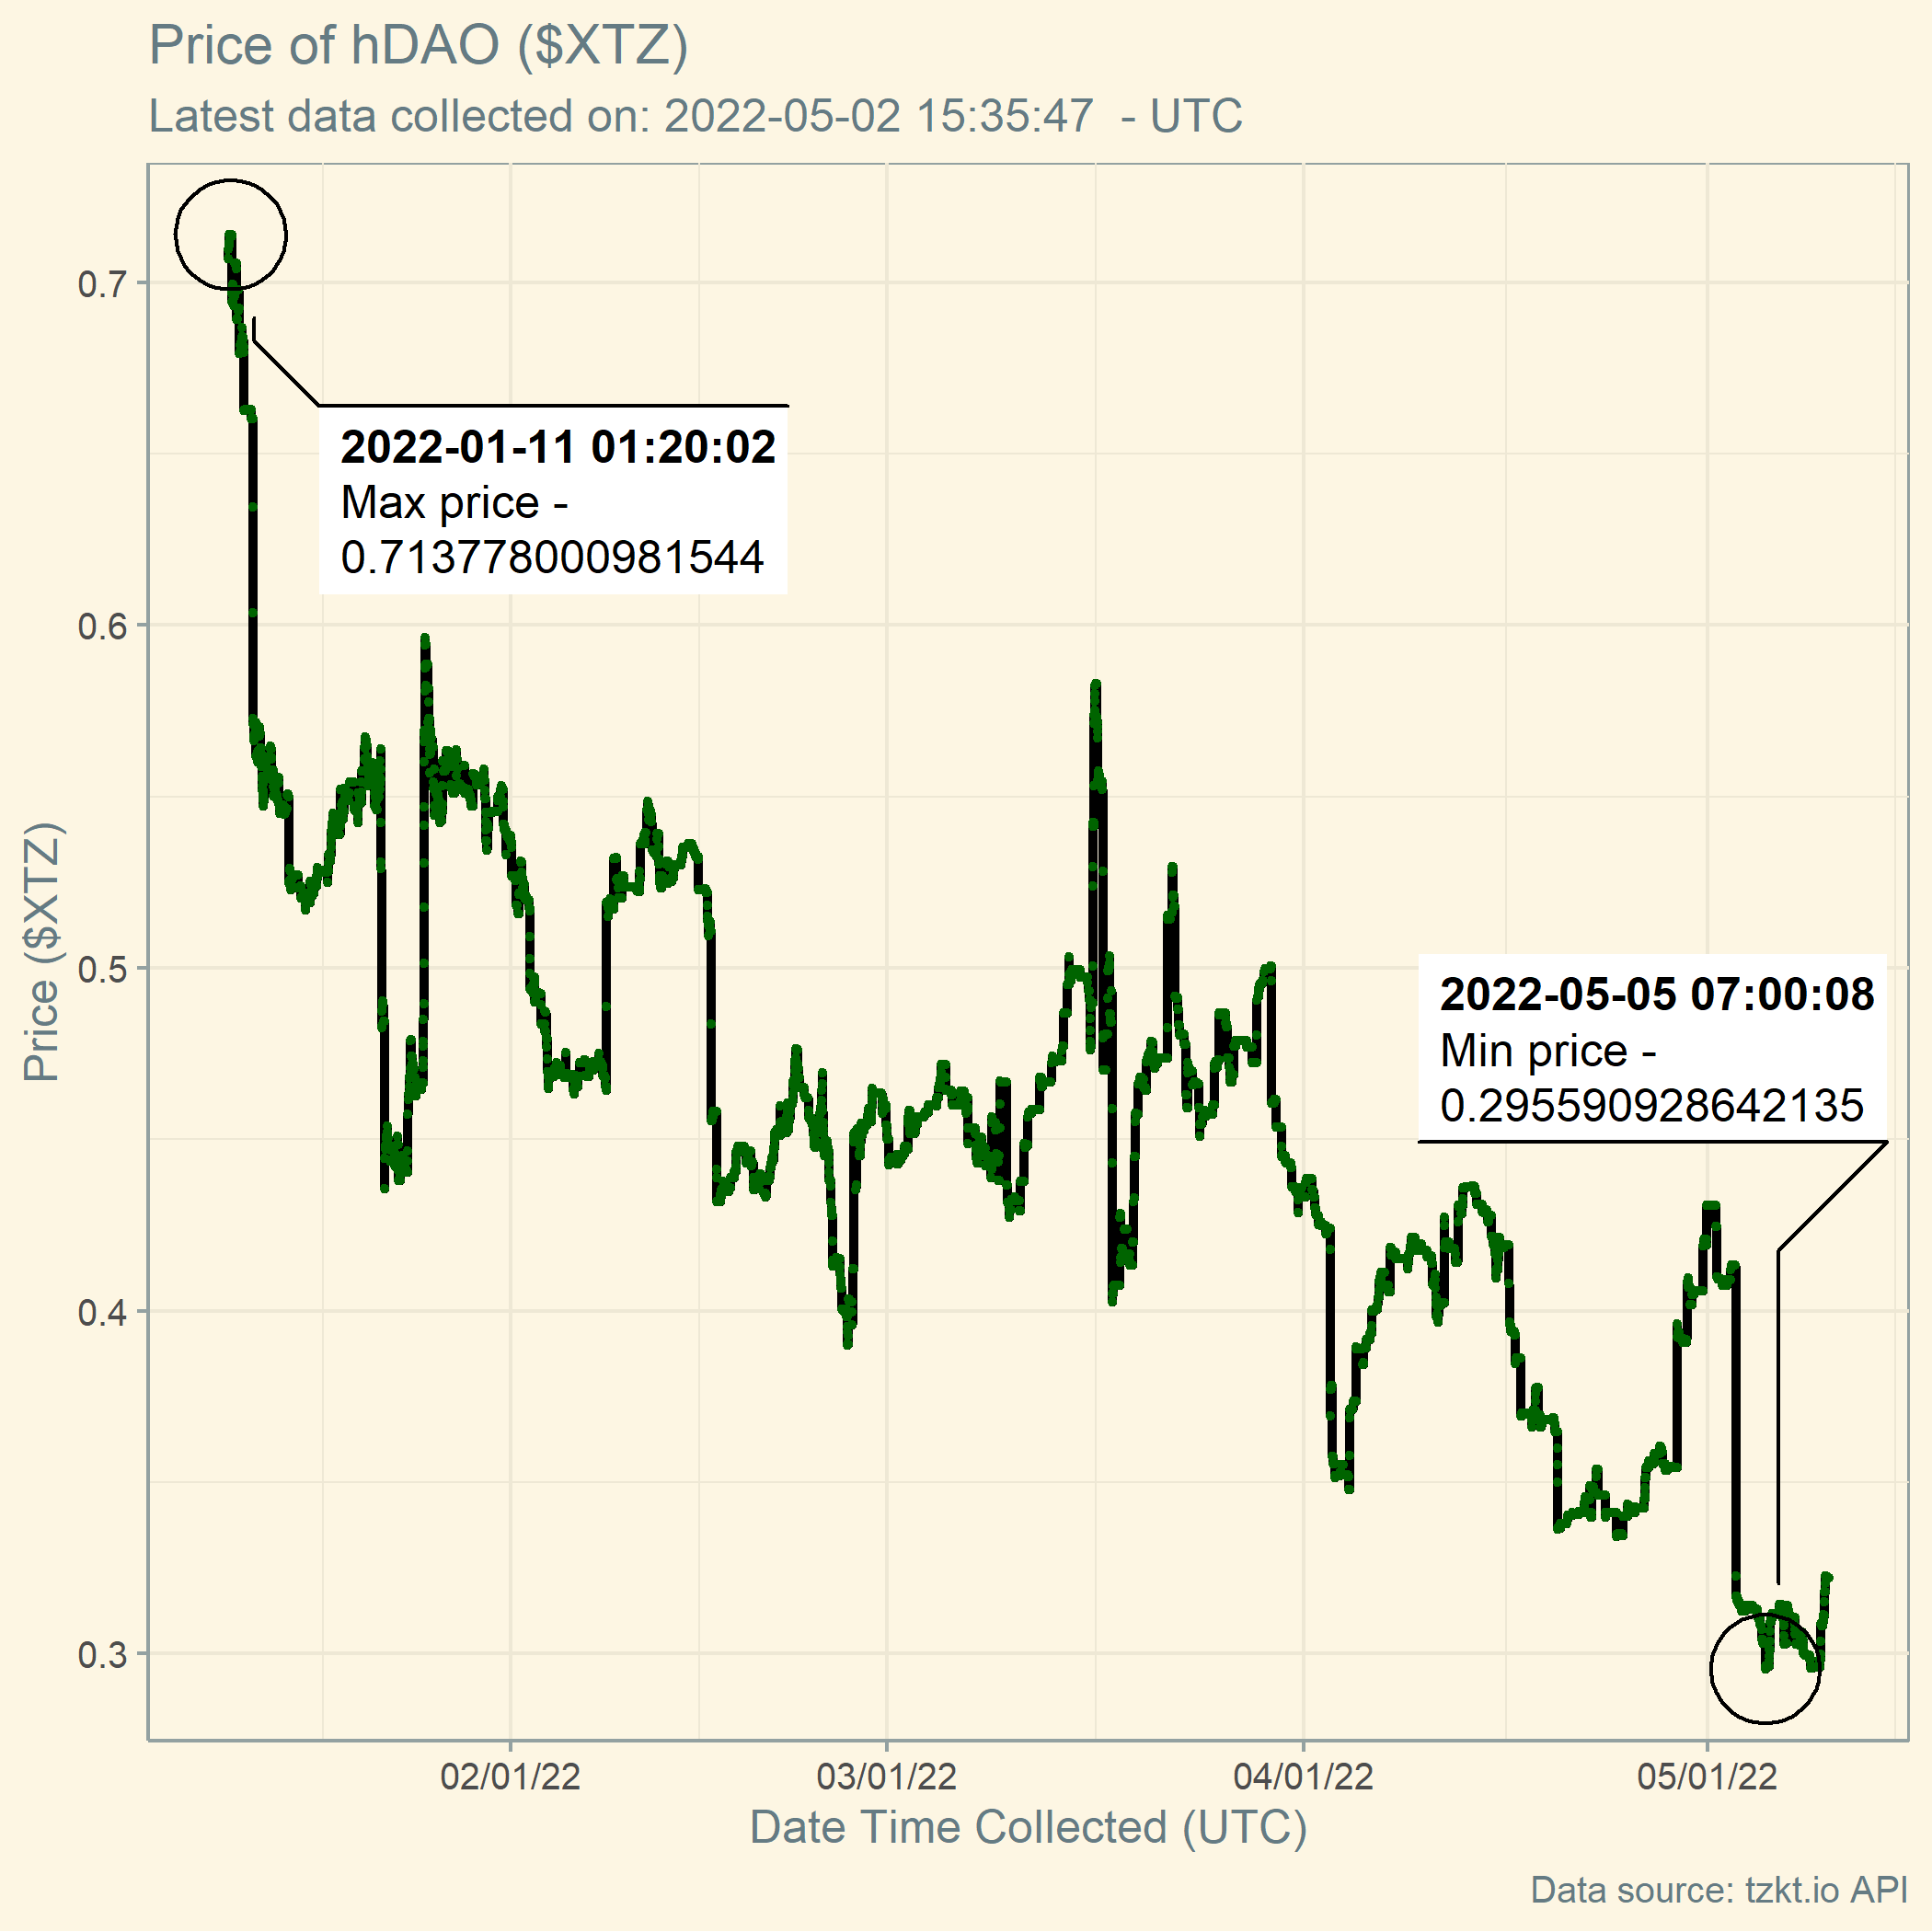 Price of hDAO ($XTZ)
Latest data collected on: 2022-05-02 15:35:47  - UTC
0.7
0.6
0.5
0.4
0.3
Price ($XTZ)
2022-01-11 01:20:02
Max price -
0.713778000981544
2022-05-05 07:00:08
Min price -
0.295590928642135
02/01/22
03/01/22
04/01/22
05/01/22
Date Time Collected (UTC)
Data source: tzkt.io API